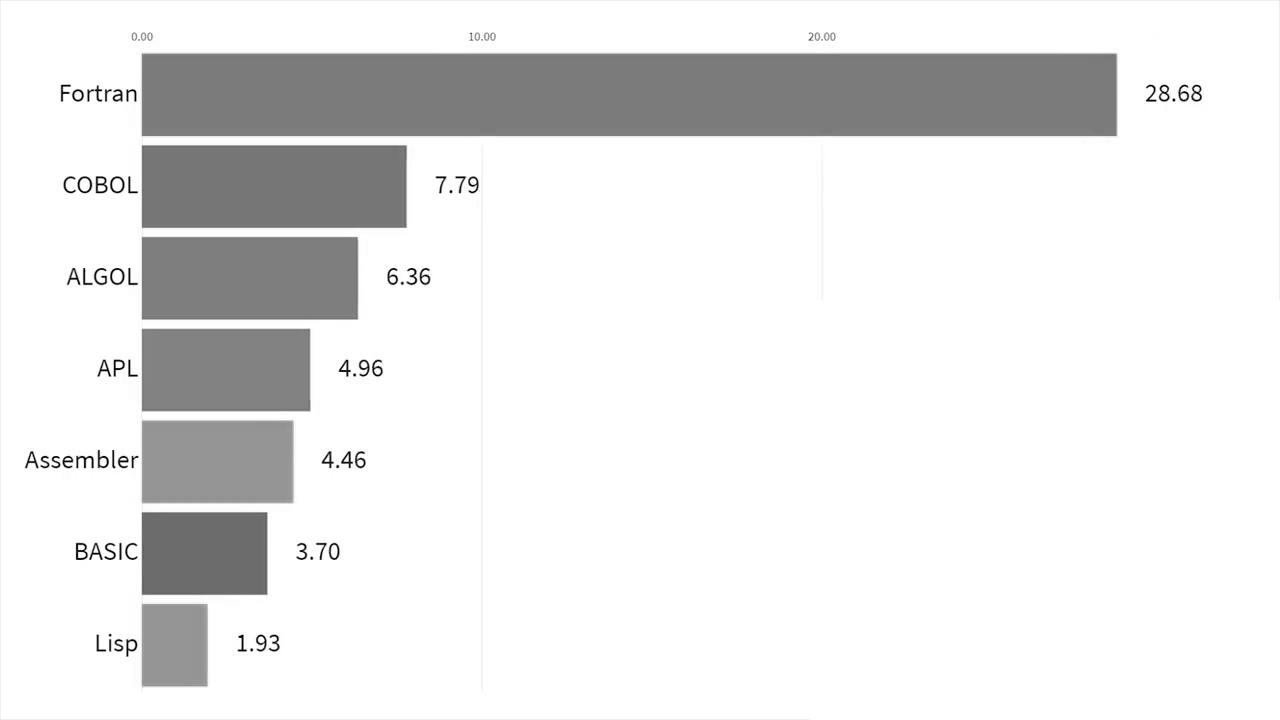 0.00 10.00 20.00
Fortran 28.68
COBOL 7.79
ALGOL 6.36
APL 4.96
Assembler 4.46
BASIC 3.70
Lisp 1.93